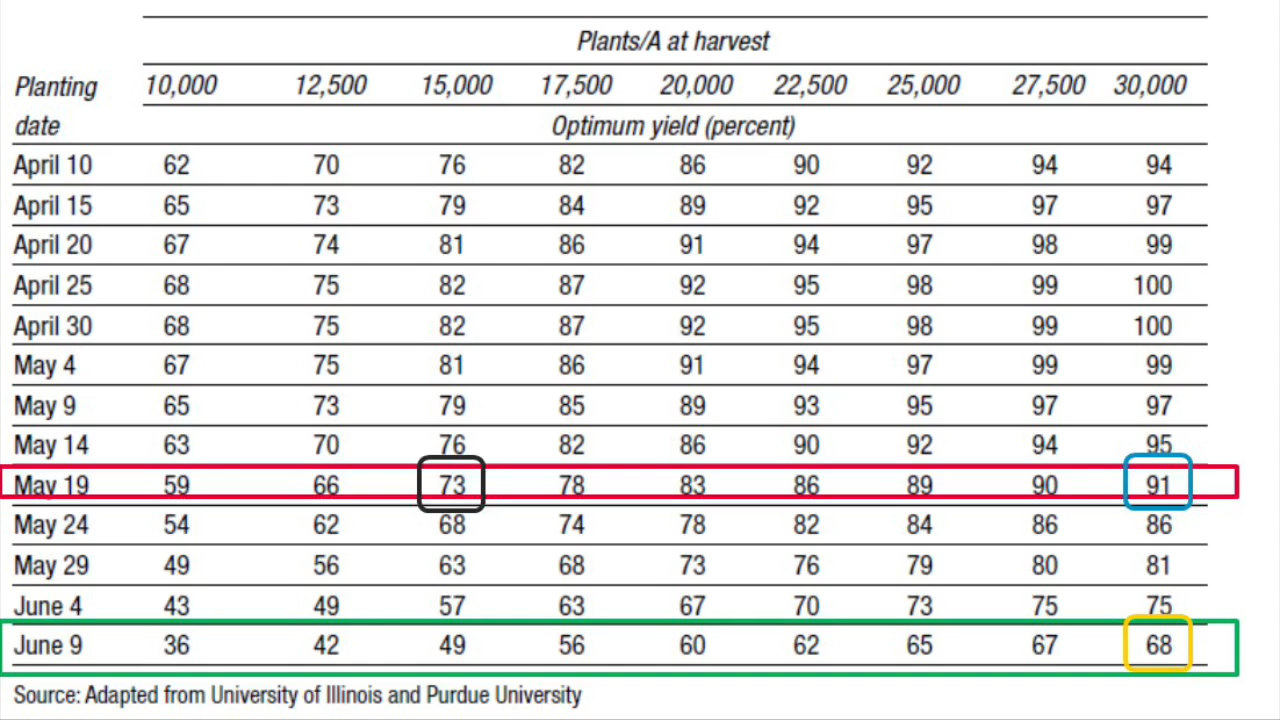 Plants/A at harvest
Planting 10,000 12,500 15,000 17,500 20,000 22,500 25,000 27,500 30,000
date Optimum yield (percent)
April 10 62 70 76 82 86 90 92 94 94
April 15 65 73 79 84 89 92 95 97 97
April 20 67 74 81 86 91 94 97 98 99
April 25 68 75 82 87 92 95 98 99 100
April 30 68 75 82 87 92 95 98 99 100
May 4 67 75 81 86 91 94 97 99 99
May 9 65 73 79 85 89 93 95 97 97
May 14 63 70 76 82 86 90 92 94 95
May 19 59 66 73 78 83 86 89 90 91
May 24 54 62 68 74 78 82 84 86 86
May 29 49 56 63 68 73 76 79 80 81
June 4 43 49 57 63 67 70 73 75 75
June 9 36 42 49 56 60 62 65 67 68
Source: Adapted from University of Illinois and Purdue University